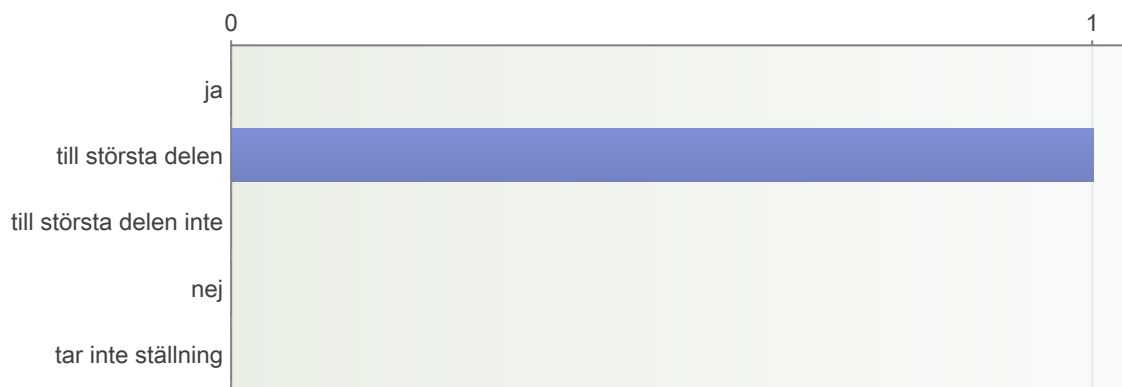 0 1
ja
till största delen
till största delen inte
nej
tar inte ställning